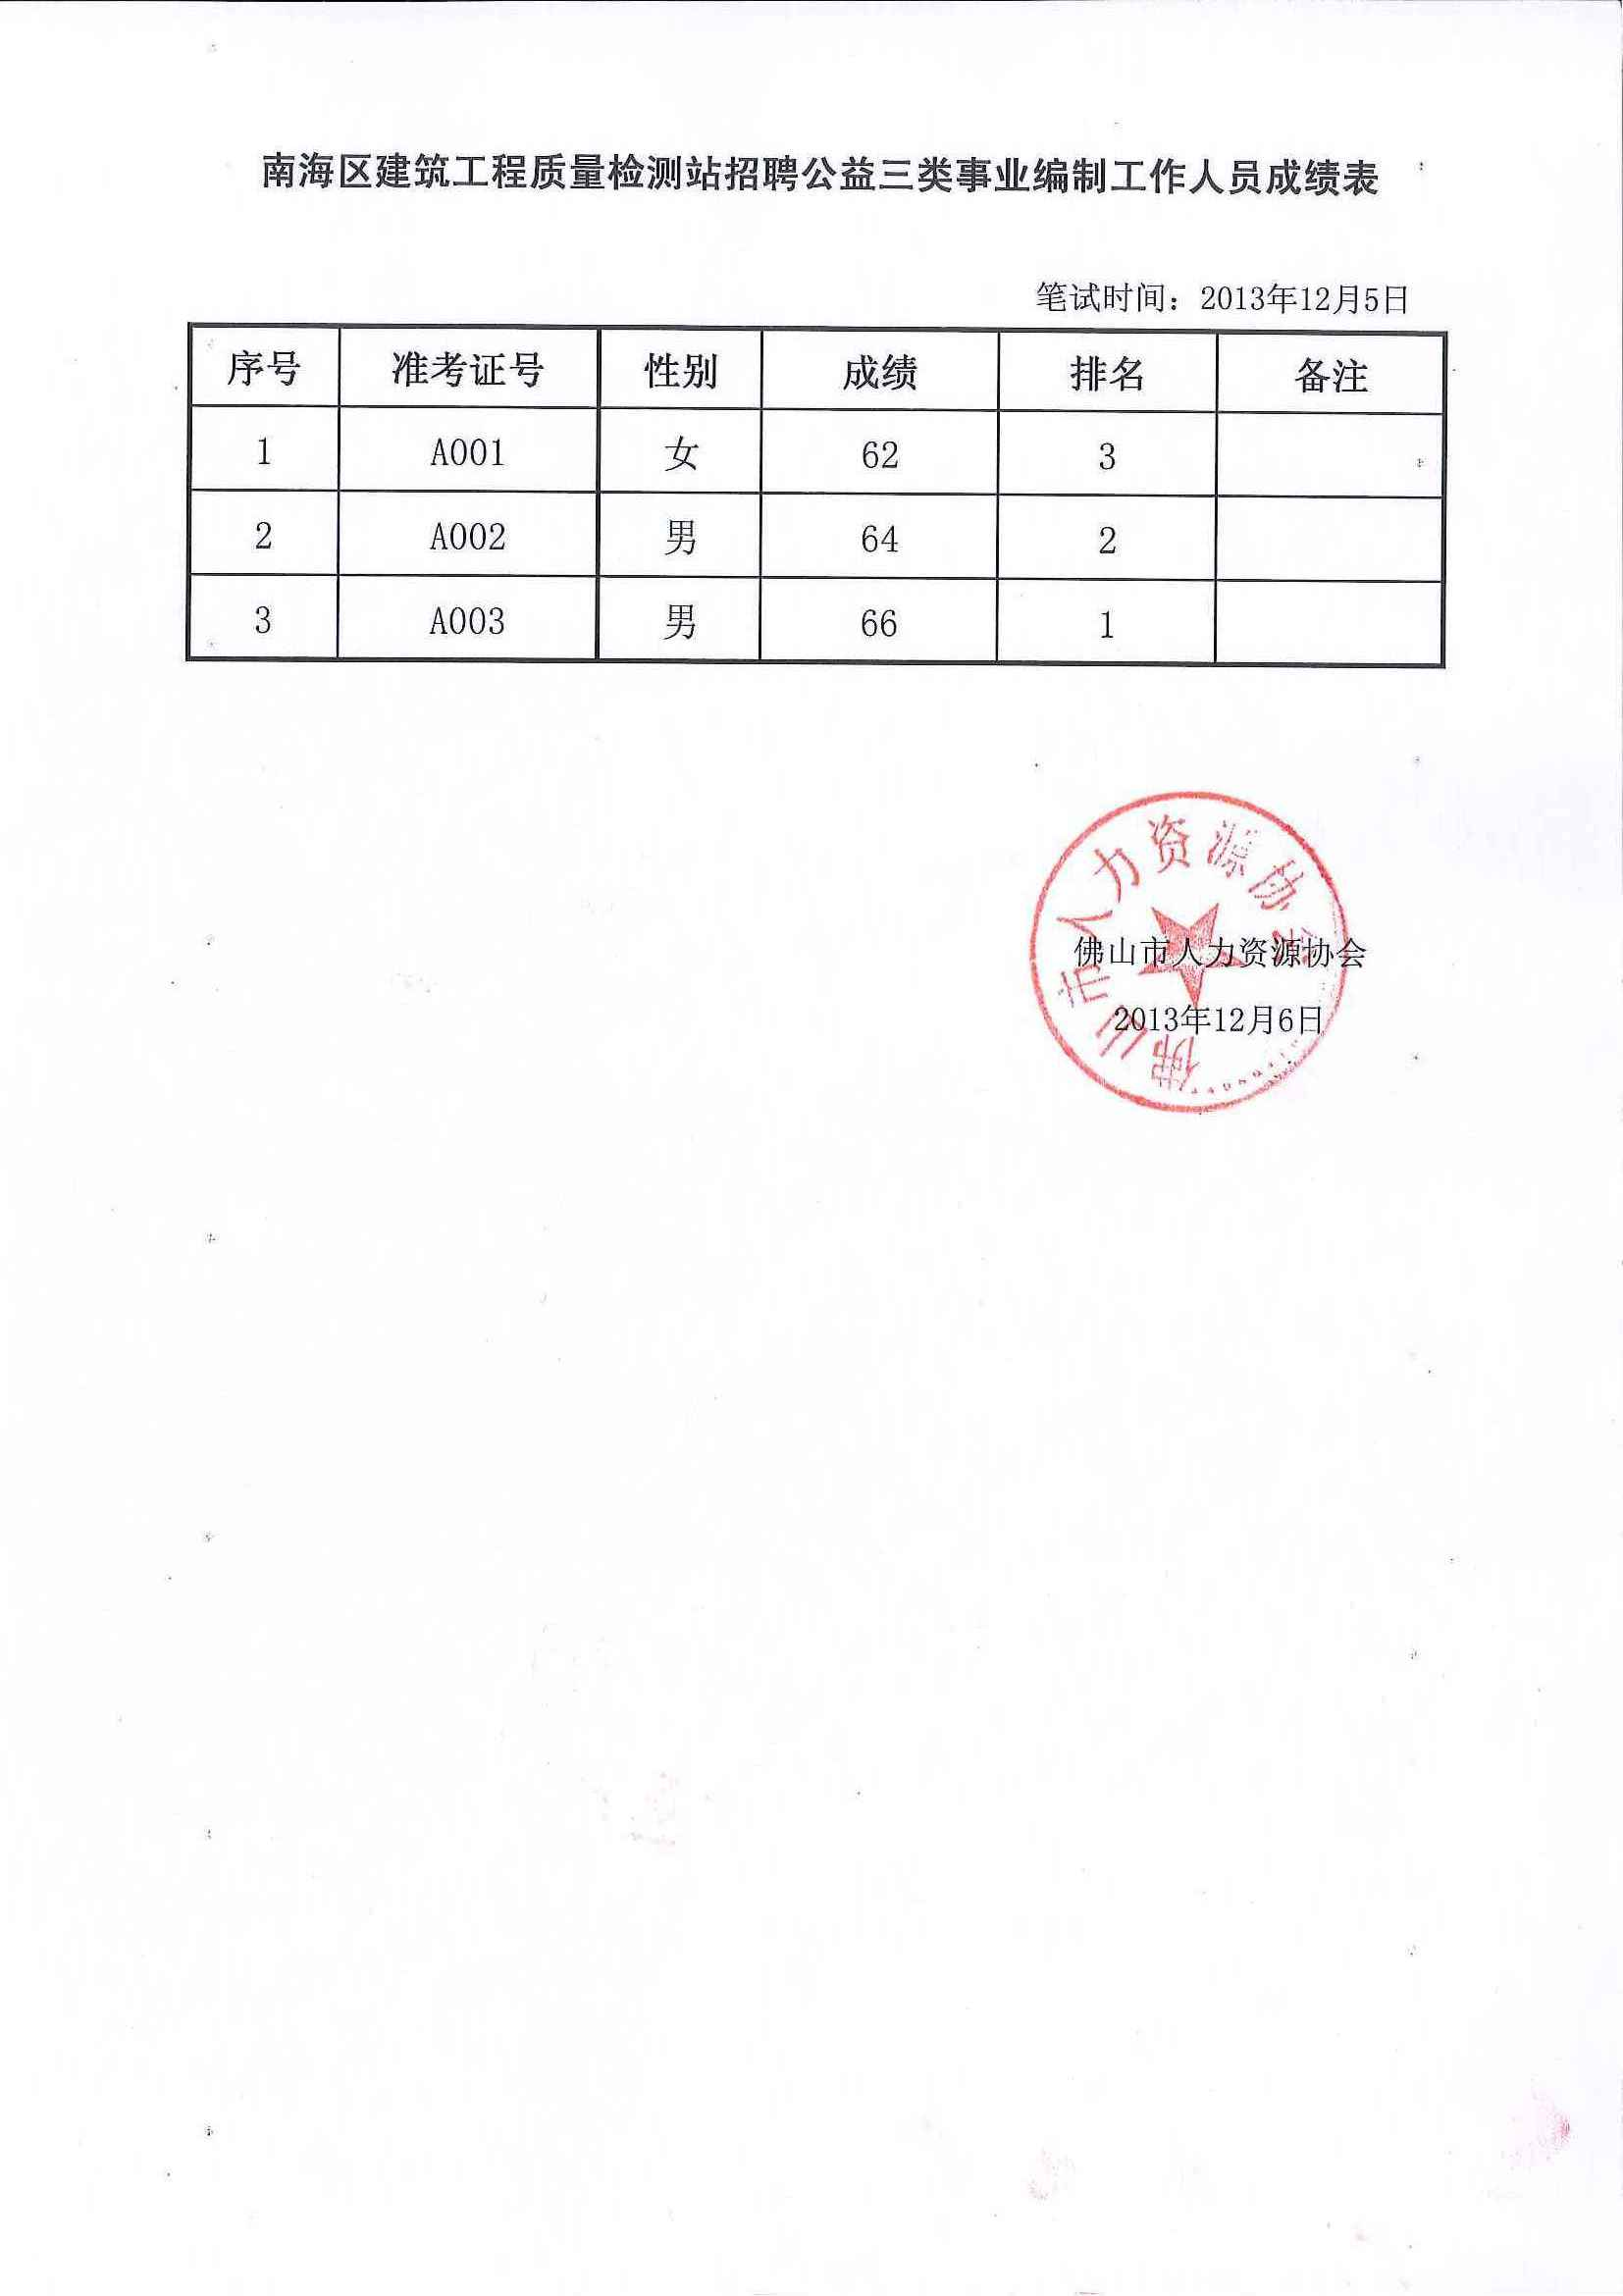 南海区建筑工程质量检测站招聘公益三类事业编制工作人员成绩表
笔试时间：2013年12月5日
序号 准考证号 性别 成绩 排名 备注
1 A001 女 62 3
2 A002 男 64 2
3 A003 男 66 1
佛山市人力资源协会
佛山市人力资源协会
2013年12月6日